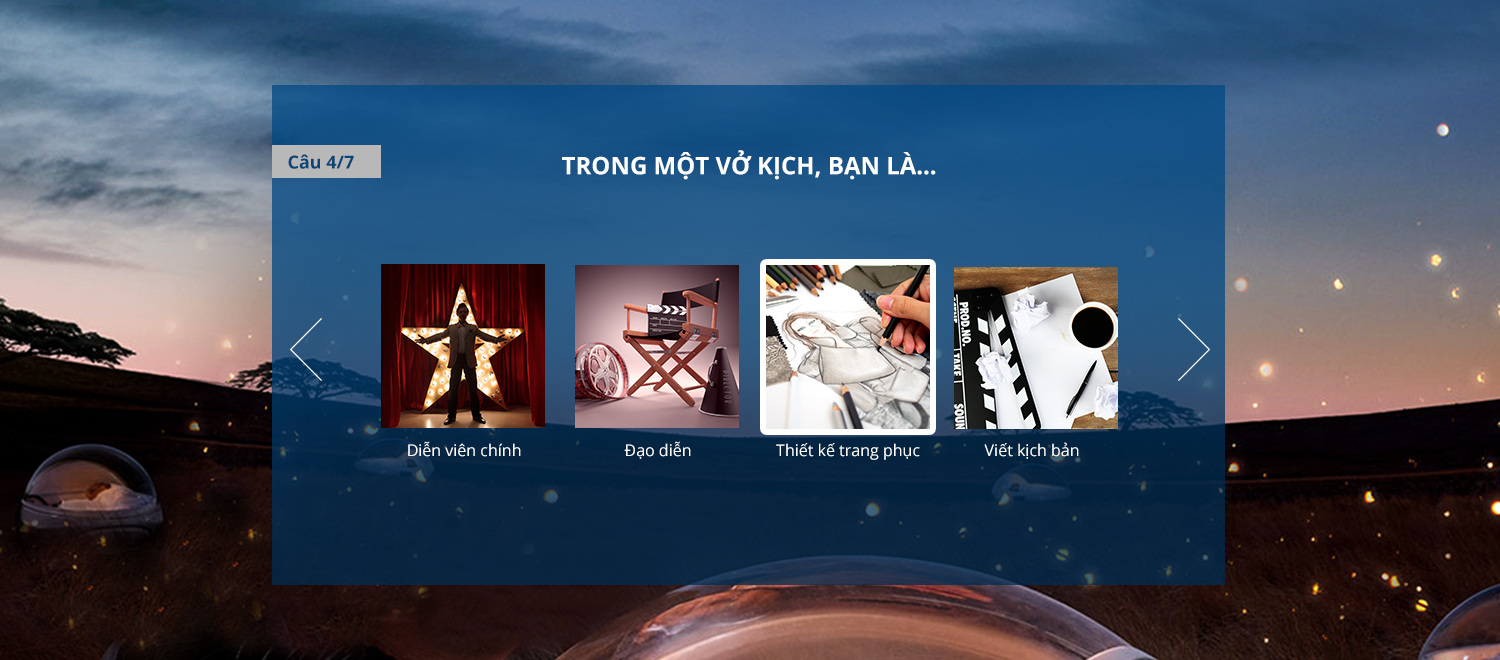 Câu 4/7
TRONG MỘT VỞ KỊCH, BẠN LÀ...
PROD.NO.
TAKE
SOUN
Diễn viên chính
Đạo diễn
Thiết kế trang phục
Viết kịch bản